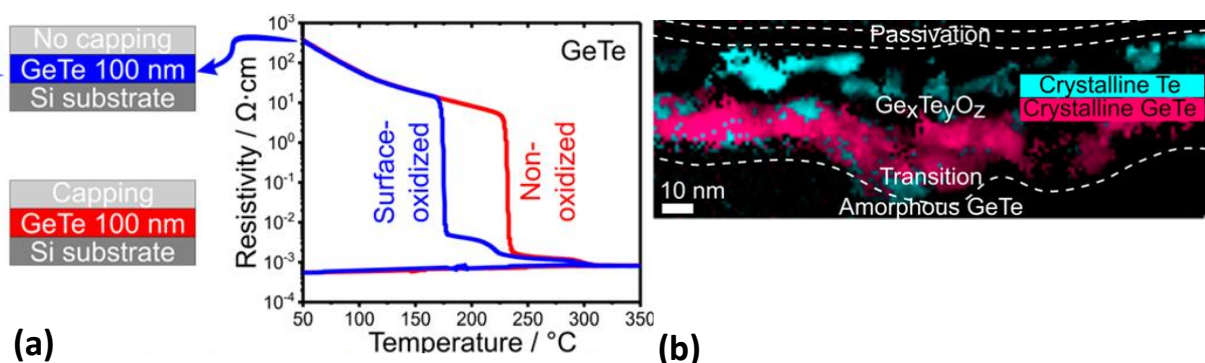 No capping
GeTe 100 nm
Si substrate
Capping
GeTe 100 nm
Si substrate
(a)
Resistivity / Ω·cm
10³
10²
10¹
10⁰
10⁻¹
10⁻²
10⁻³
10⁻⁴
GeTe
Surface-
oxidized
Non-
oxidized
50 100 150 200 250 300 350
Temperature / °C
Passivation
Crystalline Te
GeₓTeᵧO𝓏
Crystalline GeTe
Transition
10 nm
Amorphous GeTe
(b)